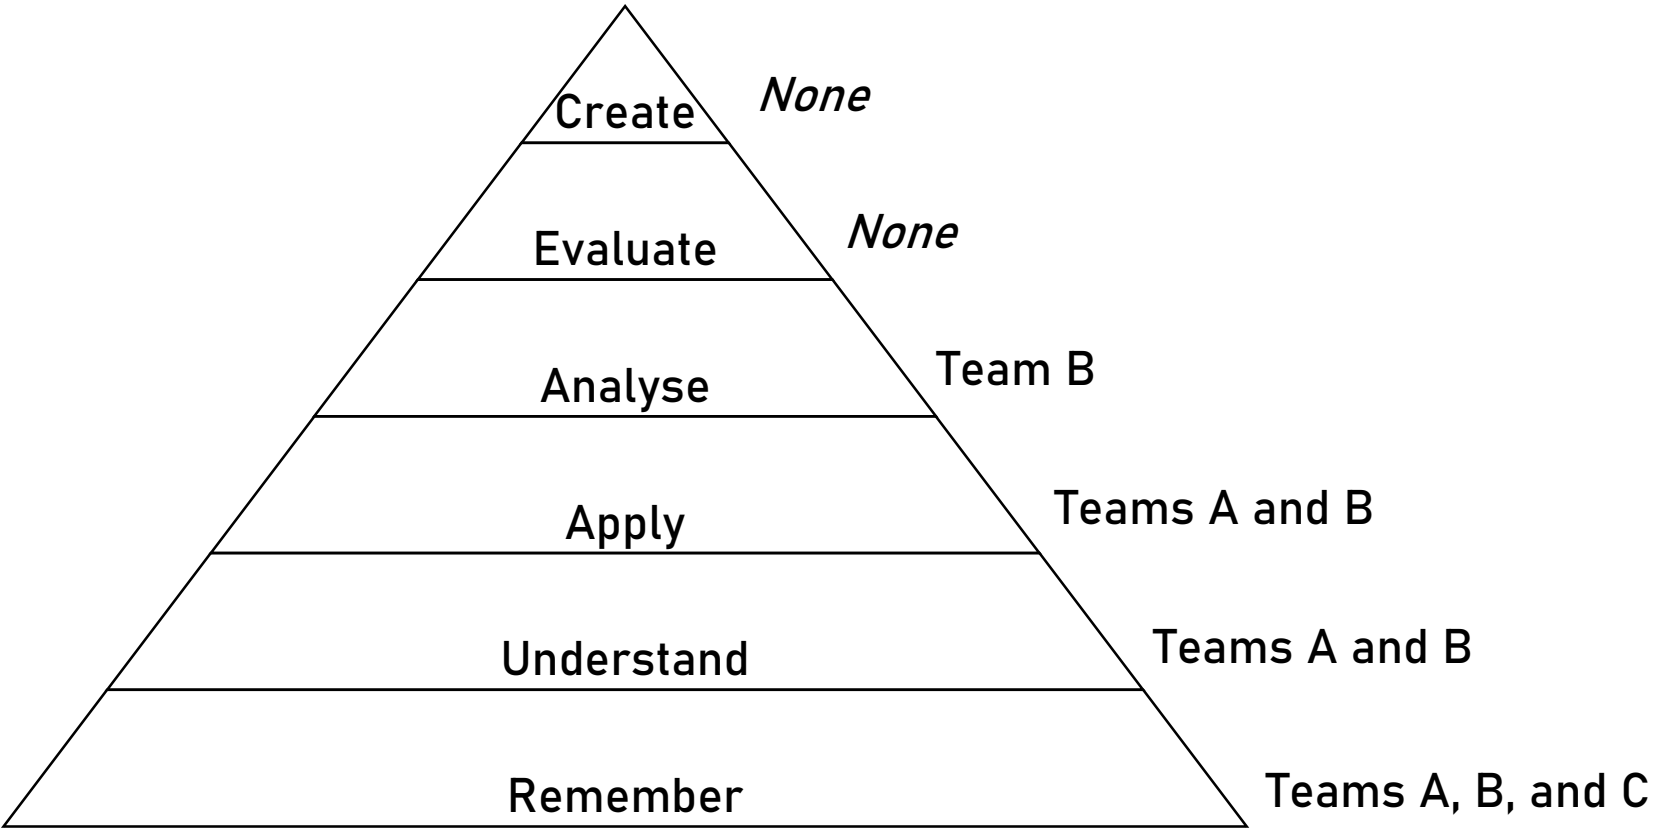 Create
None
Evaluate
None
Analyse
Team B
Apply
Teams A and B
Understand
Teams A and B
Remember
Teams A, B, and C